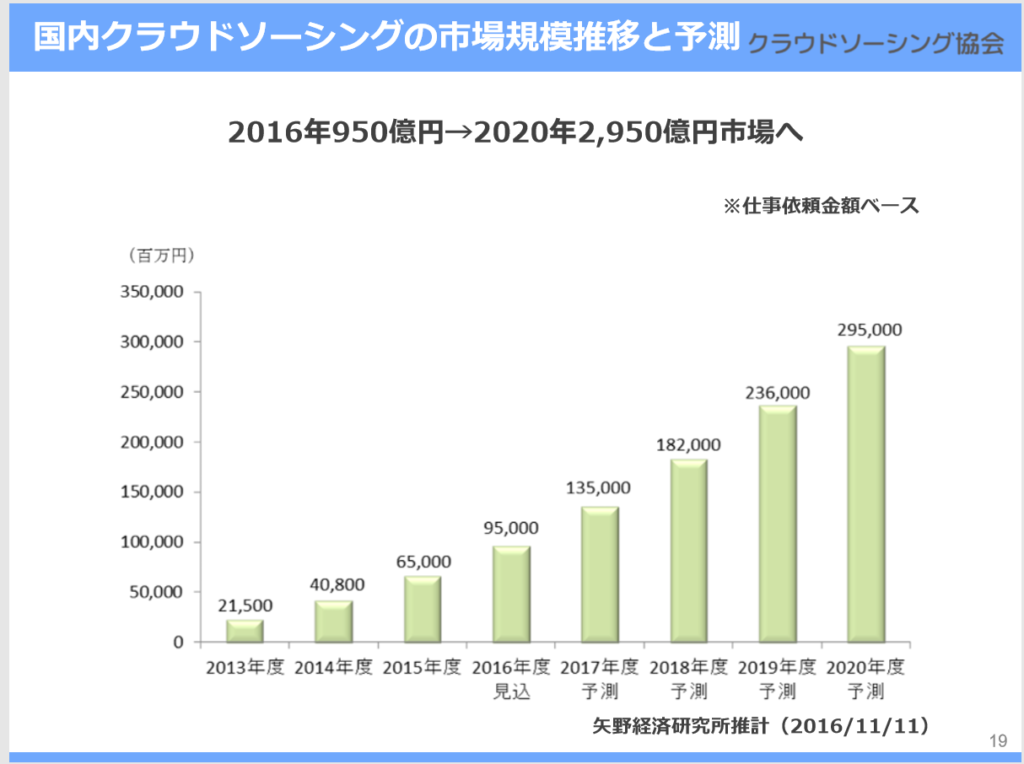 国内クラウドソーシングの市場規模推移と予測 クラウドソーシング協会
2016年950億円→2020年2,950億円市場へ
※仕事依頼金額ベース
（百万円）
350,000
300,000
250,000
200,000
150,000
100,000
50,000
0
21,500
40,800
65,000
95,000
135,000
182,000
236,000
295,000
2013年度 2014年度 2015年度 2016年度 2017年度 2018年度 2019年度 2020年度
見込 予測 予測 予測 予測
矢野経済研究所推計（2016/11/11）
19